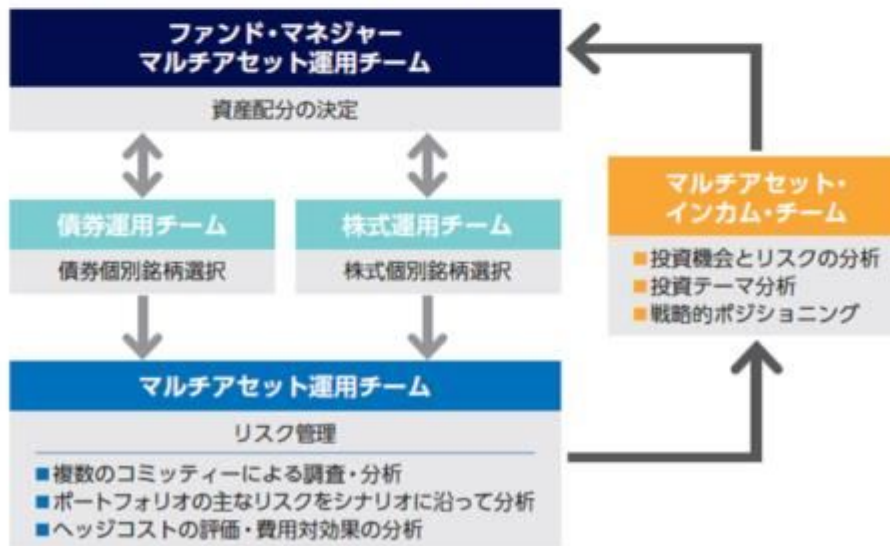 ファンド・マネジャー
マルチアセット運用チーム
資産配分の決定
債券運用チーム
債券個別銘柄選択
株式運用チーム
株式個別銘柄選択
マルチアセット運用チーム
リスク管理
■複数のコミッティーによる調査・分析
■ポートフォリオの主なリスクをシナリオに沿って分析
■ヘッジコストの評価・費用対効果の分析
マルチアセット・
インカム・チーム
■投資機会とリスクの分析
■投資テーマ分析
■戦略的ポジショニング